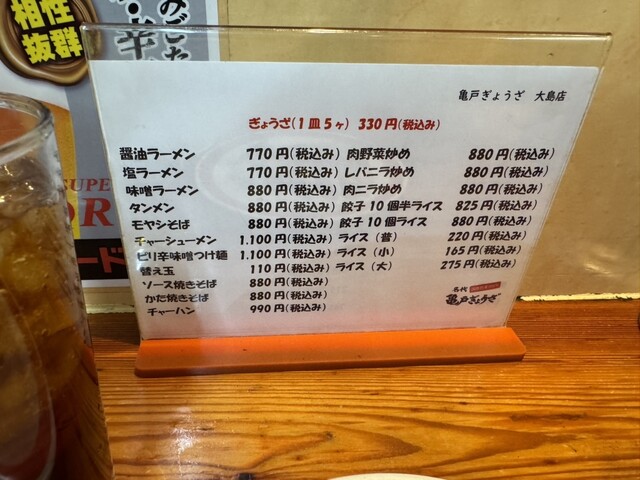 相性
抜群
亀戸ぎょうざ 大島店
ぎょうざ(1皿5ヶ) 330円(税込み)
醤油ラーメン 770円(税込み) 肉野菜炒め 880円(税込み)
塩ラーメン 770円(税込み) レバニラ炒め 880円(税込み)
味噌ラーメン 880円(税込み) 肉ニラ炒め 880円(税込み)
タンメン 880円(税込み) 餃子10個半ライス 825円(税込み)
モヤシそば 880円(税込み) 餃子10個ライス 880円(税込み)
チャーシューメン 1.100円(税込み) ライス(普) 220円(税込み)
ピリ辛味噌つけ麺 1.100円(税込み) ライス(小) 165円(税込み)
替え玉 110円(税込み) ライス(大) 275円(税込み)
ソース焼きそば 880円(税込み)
かた焼きそば 880円(税込み)
チャーハン 990円(税込み)
名代
亀戸ぎょうざ